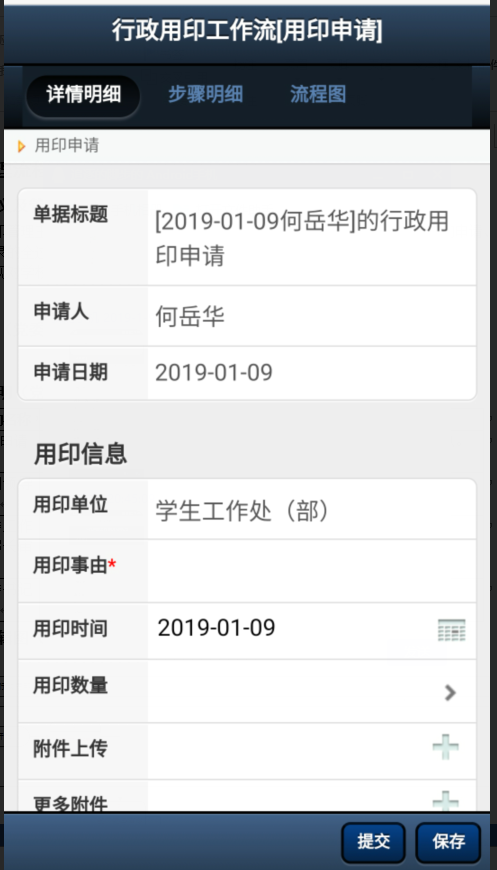 行政用印工作流[用印申请]
详情明细 步骤明细 流程图
用印申请
单据标题 [2019-01-09何岳华]的行政用
印申请
申请人 何岳华
申请日期 2019-01-09
用印信息
用印单位 学生工作处（部）
用印事由*
用印时间 2019-01-09
用印数量
附件上传
更多附件
提交 保存